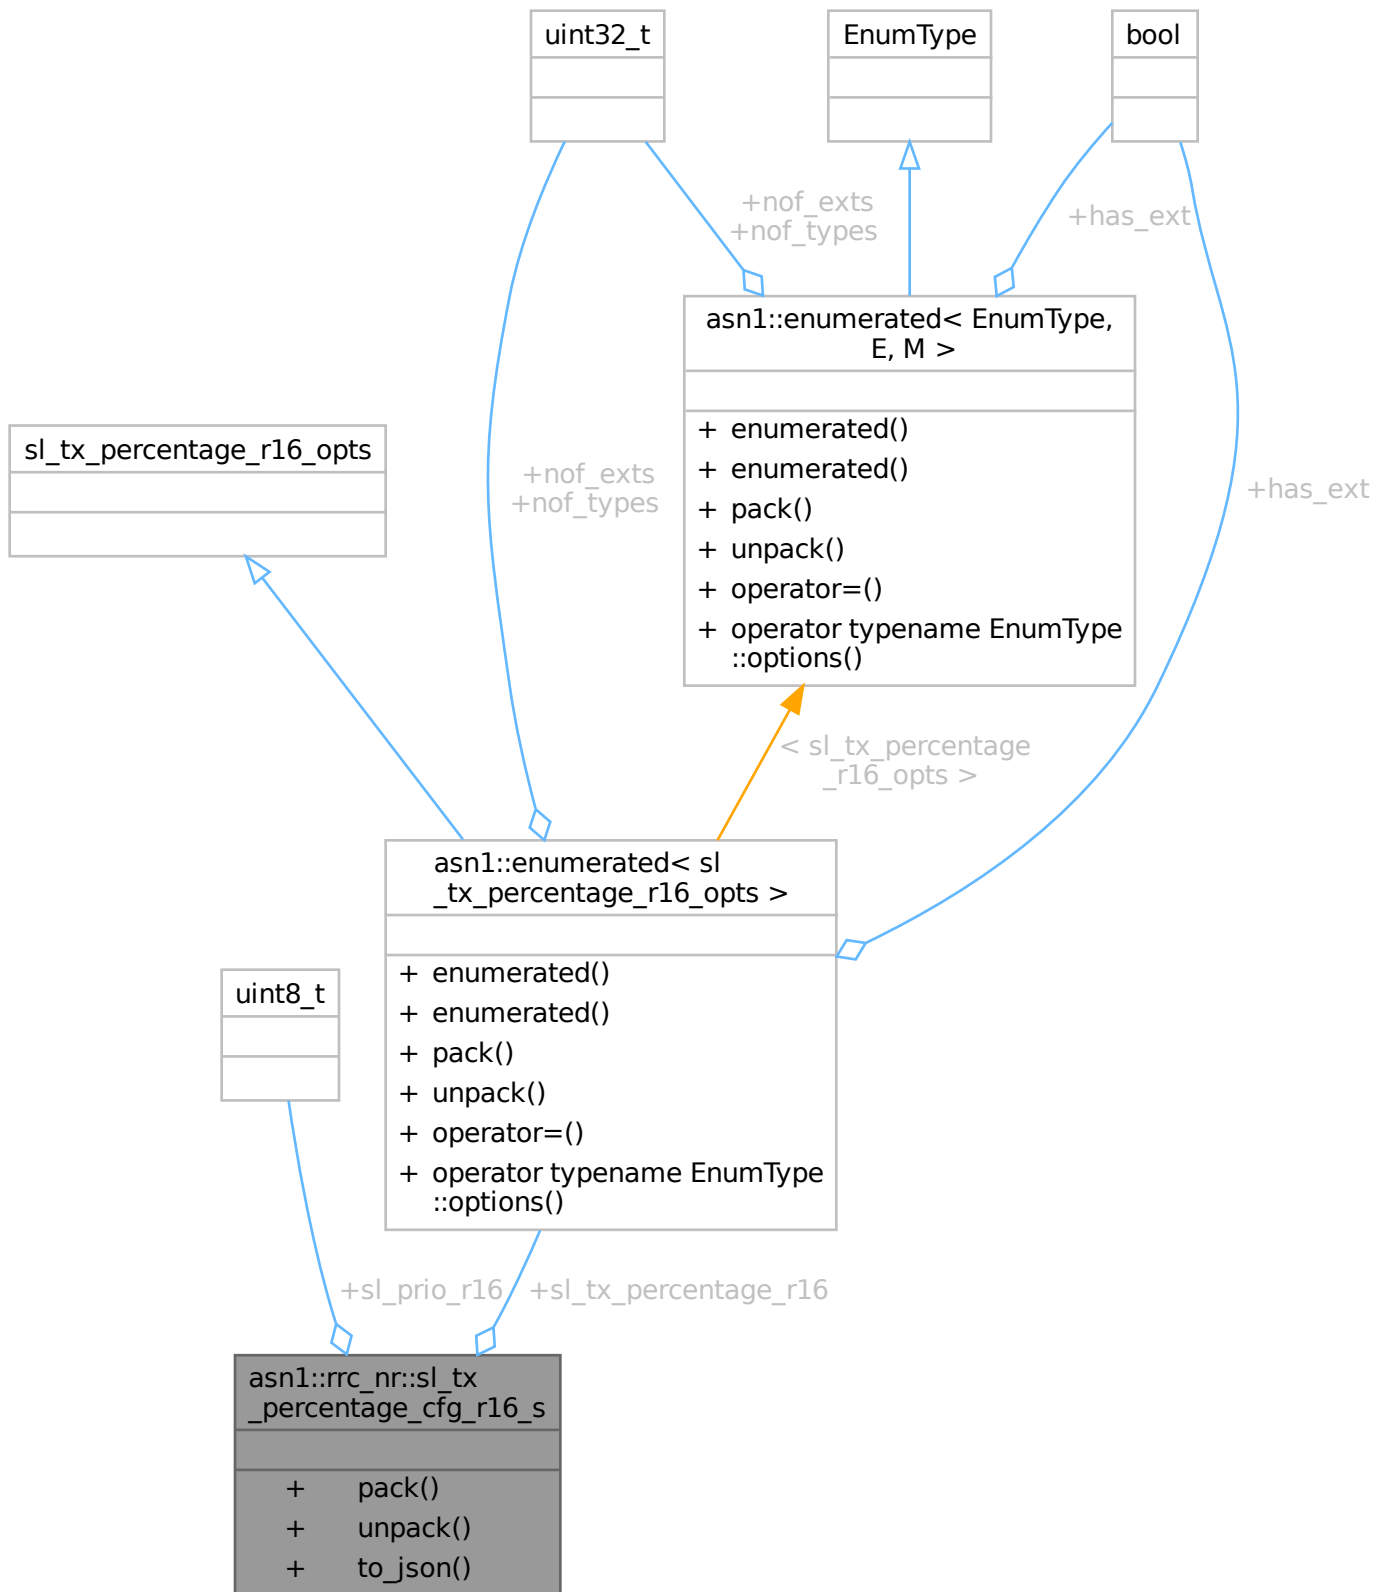 uint32_t
EnumType
bool
+nof_exts
+nof_types
+has_ext
asn1::enumerated< EnumType,
E, M >
+ enumerated()
+ enumerated()
+ pack()
+ unpack()
+ operator=()
+ operator typename EnumType
::options()
sl_tx_percentage_r16_opts
+nof_exts
+nof_types
+has_ext
< sl_tx_percentage
_r16_opts >
asn1::enumerated< sl
_tx_percentage_r16_opts >
+ enumerated()
+ enumerated()
+ pack()
+ unpack()
+ operator=()
+ operator typename EnumType
::options()
uint8_t
+sl_prio_r16
+sl_tx_percentage_r16
asn1::rrc_nr::sl_tx
_percentage_cfg_r16_s
+ pack()
+ unpack()
+ to_json()